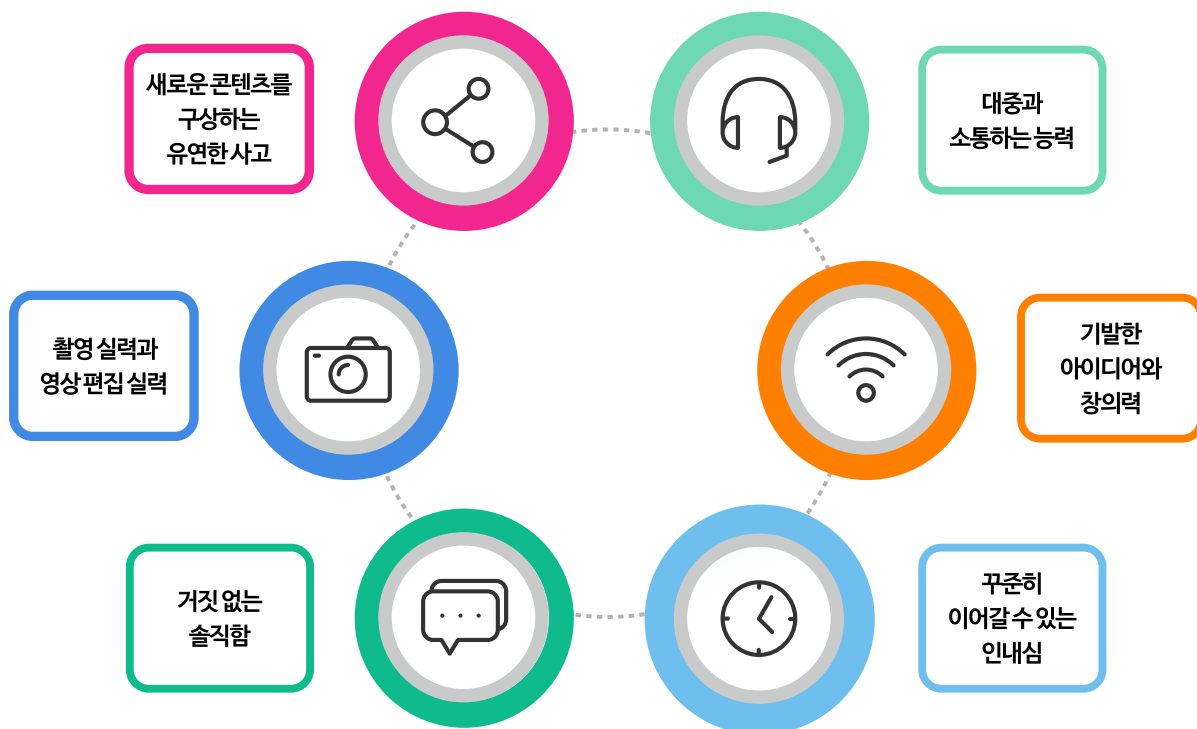 새로운 콘텐츠를
구상하는
유연한 사고
대중과
소통하는 능력
촬영 실력과
영상 편집 실력
기발한
아이디어와
창의력
거짓 없는
솔직함
꾸준히
이어갈 수 있는
인내심